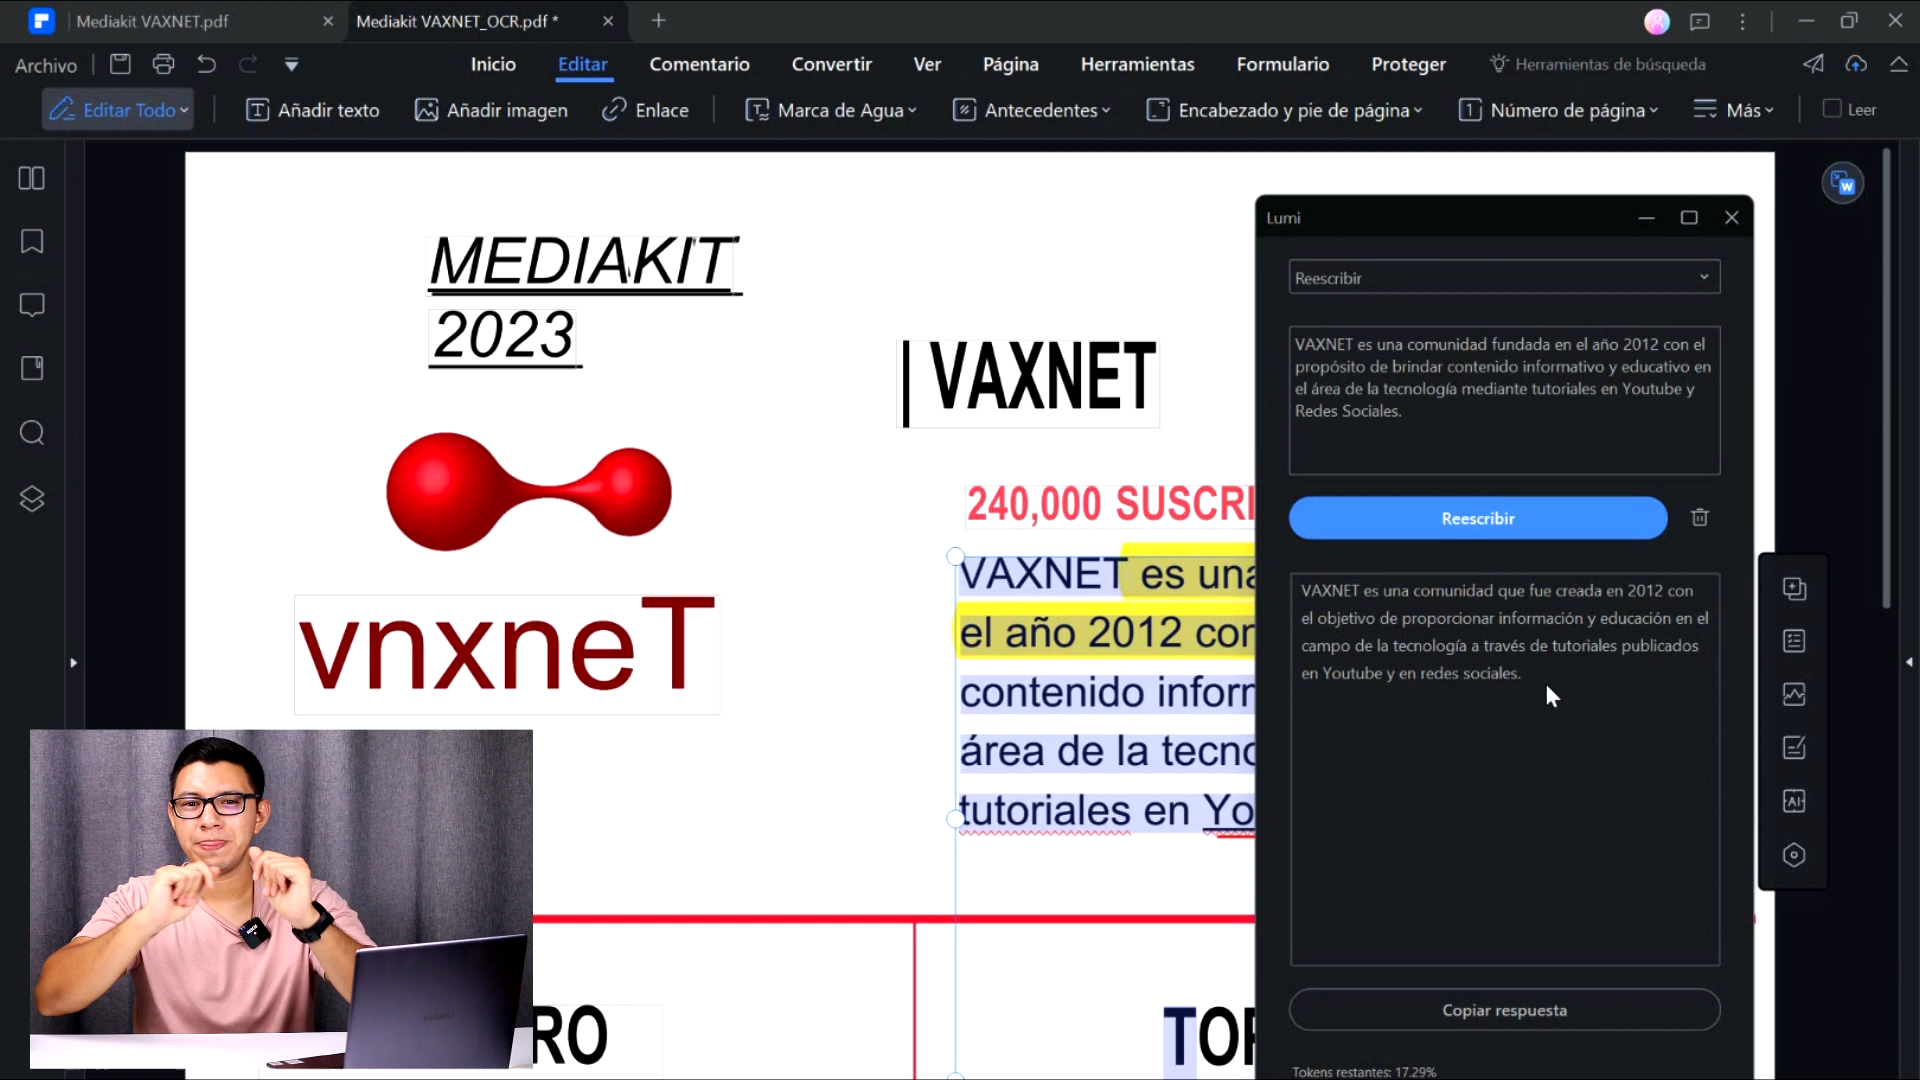 Mediakit VAXNET.pdf
Mediakit VAXNET_OCR.pdf *
Archivo
Inicio
Editar
Comentario
Convertir
Ver
Página
Herramientas
Formulario
Proteger
Herramientas de búsqueda
Editar Todo
Añadir texto
Añadir imagen
Enlace
Marca de Agua
Antecedentes
Encabezado y pie de página
Número de página
Más
Leer
MEDIAKIT
2023
| VAXNET
vnxneT
240,000 SUSCRI
VAXNET es una
el año 2012 con
contenido inform
área de la tecno
tutoriales en Yo
RO
TOP
Lumi
Reescribir
VAXNET es una comunidad fundada en el año 2012 con el
propósito de brindar contenido informativo y educativo en
el área de la tecnología mediante tutoriales en Youtube y
Redes Sociales.
Reescribir
VAXNET es una comunidad que fue creada en 2012 con
el objetivo de proporcionar información y educación en el
campo de la tecnología a través de tutoriales publicados
en Youtube y en redes sociales.
Copiar respuesta
Tokens restantes: 17.29%
AI
W
HUAWEI